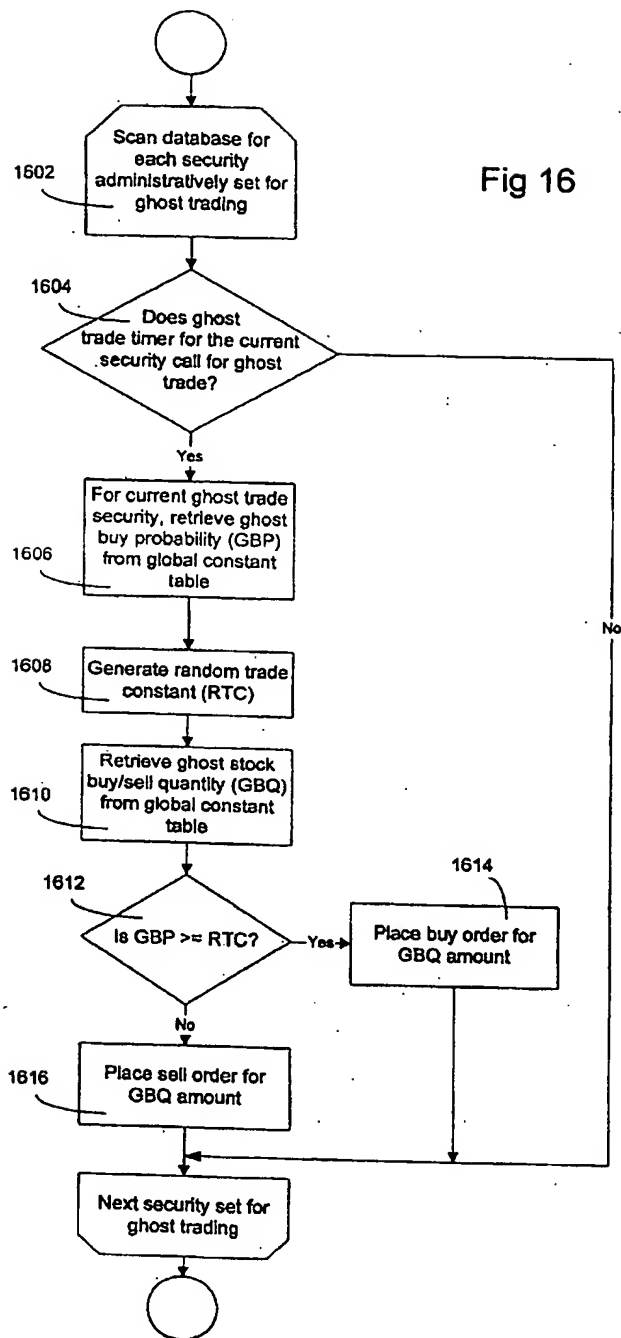 Fig 16
1602
Scan database for
each security
administratively set for
ghost trading
1604
Does ghost
trade timer for the current
security call for ghost
trade?
Yes
No
1606
For current ghost trade
security, retrieve ghost
buy probability (GBP)
from global constant
table
1608
Generate random trade
constant (RTC)
1610
Retrieve ghost stock
buy/sell quantity (GBQ)
from global constant
table
1612
Is GBP >= RTC?
Yes
1614
Place buy order for
GBQ amount
No
1616
Place sell order for
GBQ amount
Next security set for
ghost trading